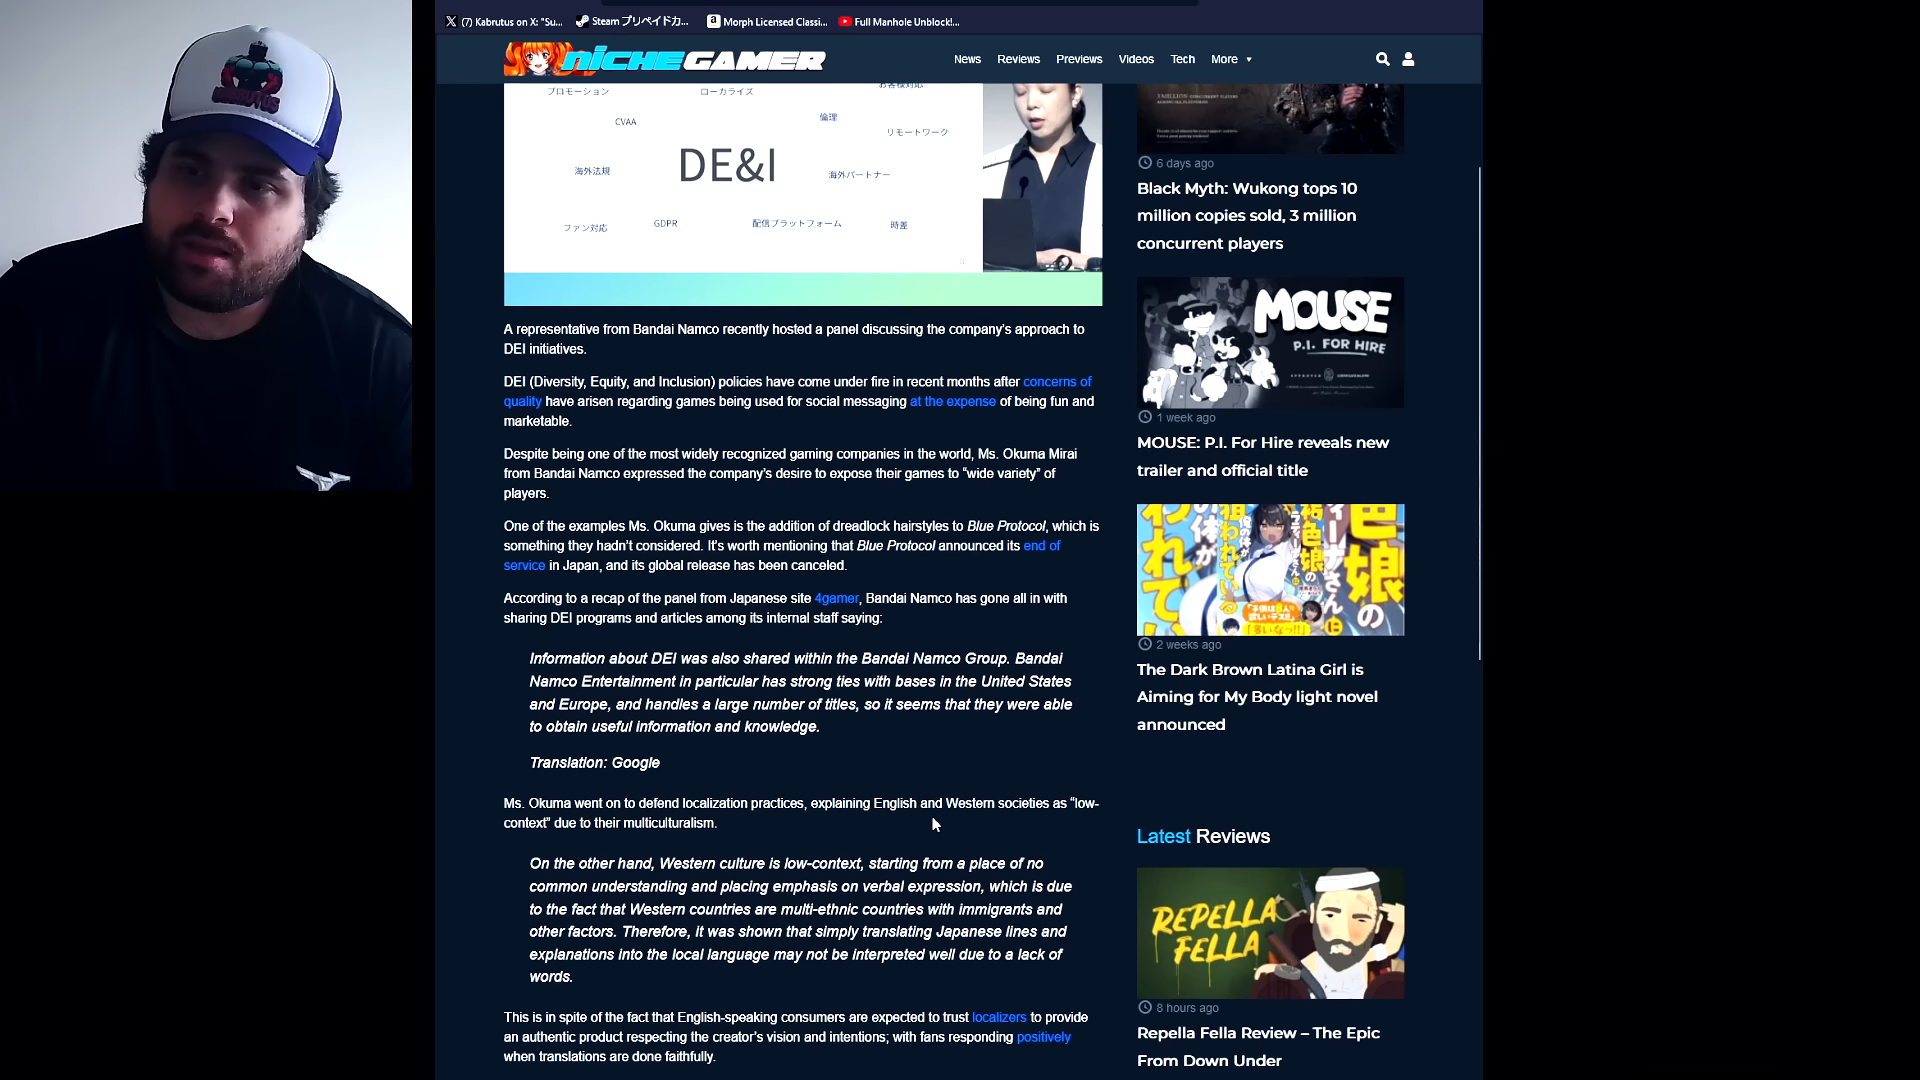 (7) Kabrutus on X: "Su...
Steam プリペイドカ...
Morph Licensed Classi...
Full Manhole Unblock!...
NICHEGAMER
News
Reviews
Previews
Videos
Tech
More
プロモーション
ローカライズ
お客様対応
CVAA
倫理
リモートワーク
DE&I
海外法規
海外パートナー
ファン対応
GDPR
配信プラットフォーム
時差
A representative from Bandai Namco recently hosted a panel discussing the company's approach to
DEI initiatives.
DEI (Diversity, Equity, and Inclusion) policies have come under fire in recent months after concerns of
quality have arisen regarding games being used for social messaging at the expense of being fun and
marketable.
Despite being one of the most widely recognized gaming companies in the world, Ms. Okuma Mirai
from Bandai Namco expressed the company's desire to expose their games to “wide variety” of
players.
One of the examples Ms. Okuma gives is the addition of dreadlock hairstyles to Blue Protocol, which is
something they hadn't considered. It's worth mentioning that Blue Protocol announced its end of
service in Japan, and its global release has been canceled.
According to a recap of the panel from Japanese site 4gamer, Bandai Namco has gone all in with
sharing DEI programs and articles among its internal staff saying:
Information about DEI was also shared within the Bandai Namco Group. Bandai
Namco Entertainment in particular has strong ties with bases in the United States
and Europe, and handles a large number of titles, so it seems that they were able
to obtain useful information and knowledge.
Translation: Google
Ms. Okuma went on to defend localization practices, explaining English and Western societies as “low-
context” due to their multiculturalism.
On the other hand, Western culture is low-context, starting from a place of no
common understanding and placing emphasis on verbal expression, which is due
to the fact that Western countries are multi-ethnic countries with immigrants and
other factors. Therefore, it was shown that simply translating Japanese lines and
explanations into the local language may not be interpreted well due to a lack of
words.
This is in spite of the fact that English-speaking consumers are expected to trust localizers to provide
an authentic product respecting the creator's vision and intentions; with fans responding positively
when translations are done faithfully.
6 days ago
Black Myth: Wukong tops 10
million copies sold, 3 million
concurrent players
MOUSE
P.I. FOR HIRE
1 week ago
MOUSE: P.I. For Hire reveals new
trailer and official title
2 weeks ago
The Dark Brown Latina Girl is
Aiming for My Body light novel
announced
Latest Reviews
REPELLA
FELLA
8 hours ago
Repella Fella Review – The Epic
From Down Under